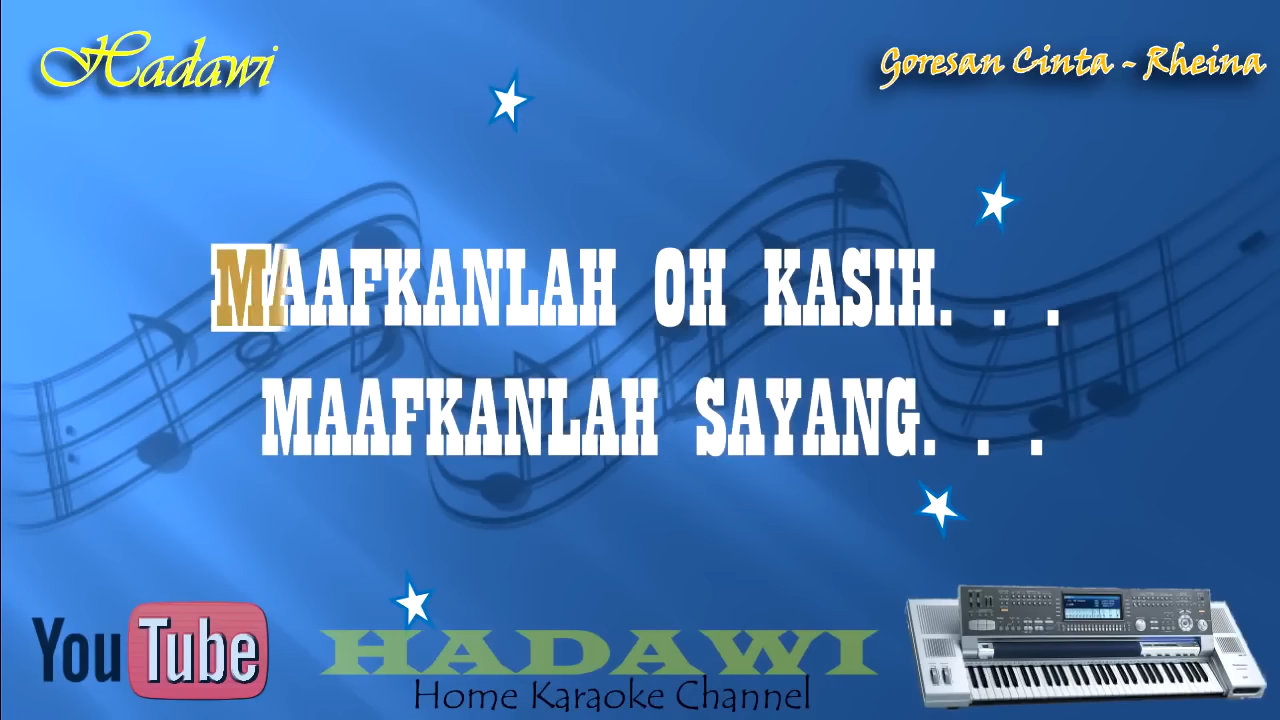 Hadawi
Goresan Cinta ~ Rheina
MAAFKANLAH OH KASIH. . .
MAAFKANLAH SAYANG. . .
YouTube
HADAWI
Home Karaoke Channel